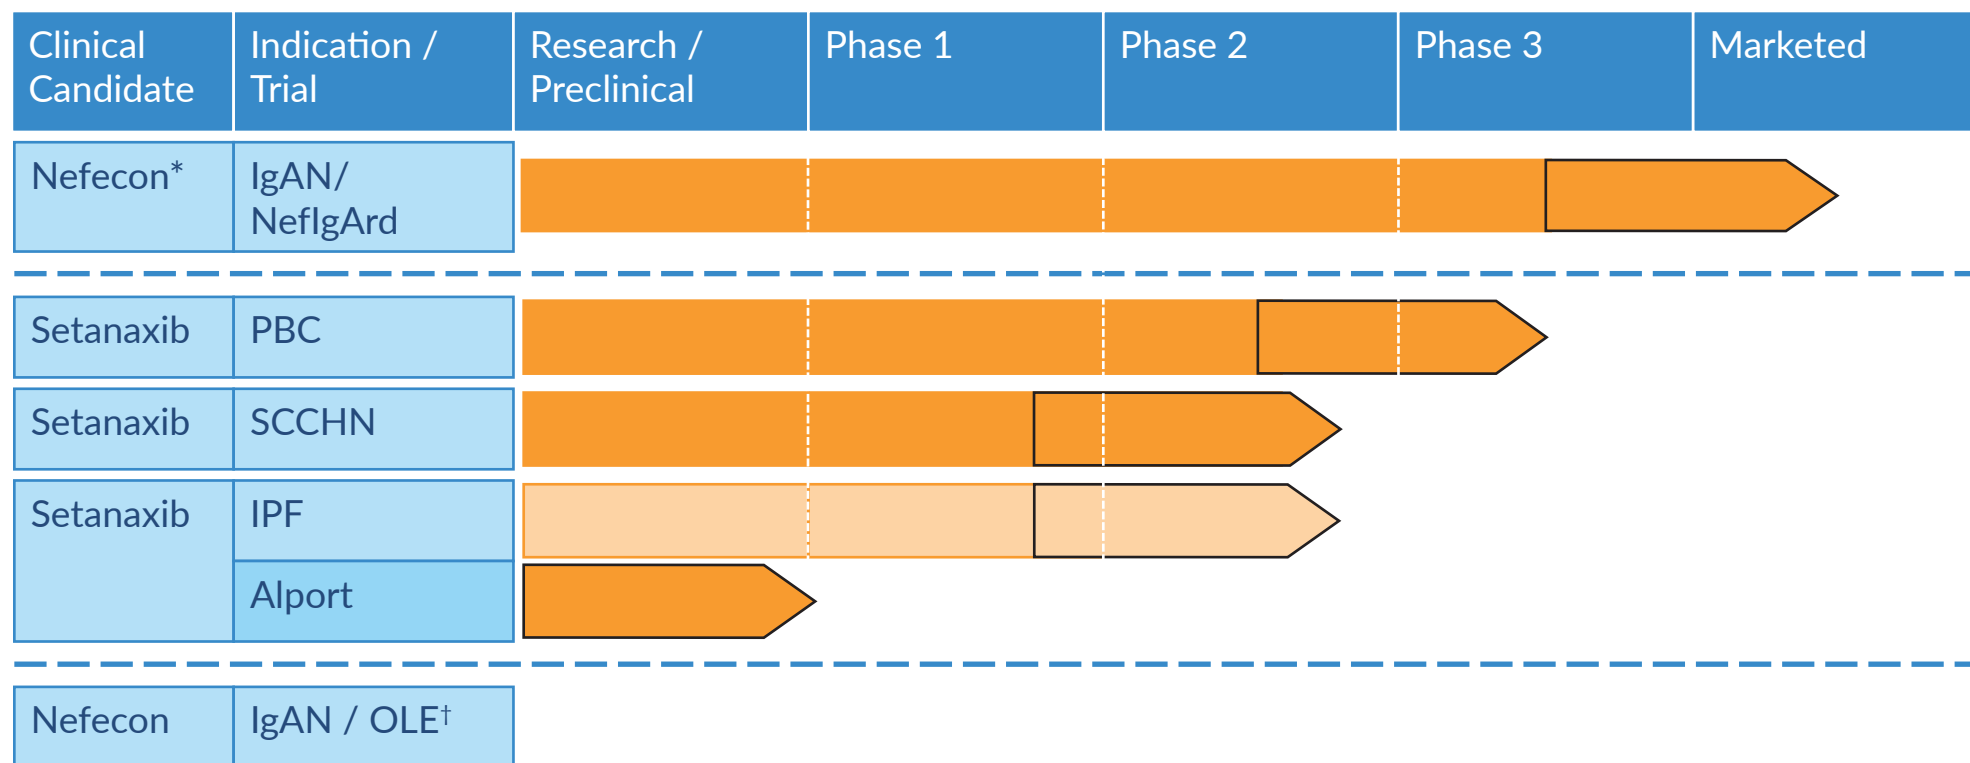 Clinical
Candidate
Indication /
Trial
Research /
Preclinical
Phase 1
Phase 2
Phase 3
Marketed
Nefecon*
IgAN/
NefIgArd
Setanaxib
PBC
Setanaxib
SCCHN
Setanaxib
IPF
Alport
Nefecon
IgAN / OLE†